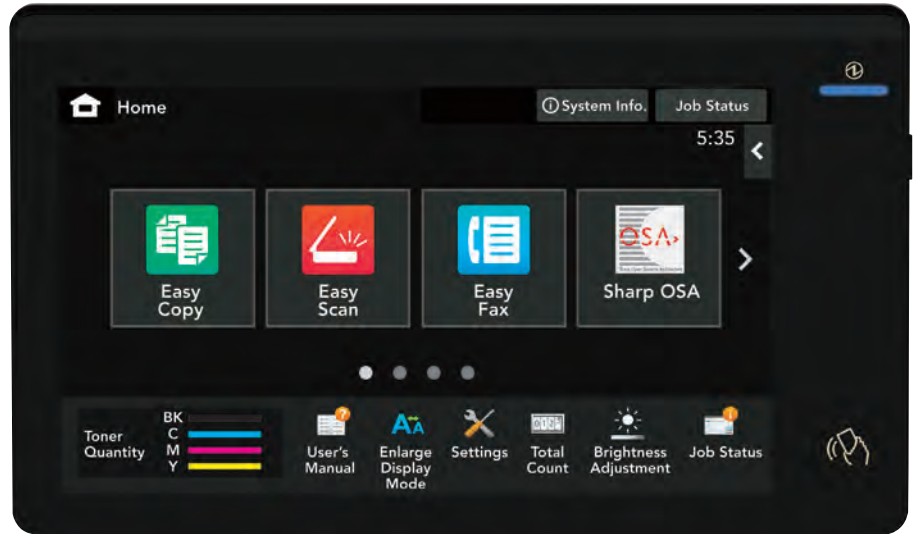 Home
System Info.
Job Status
5:35
Easy
Copy
Easy
Scan
Easy
Fax
OSA
Sharp OSA
Toner
Quantity
BK
C
M
Y
User's
Manual
Enlarge
Display
Mode
Settings
Total
Count
Brightness
Adjustment
Job Status